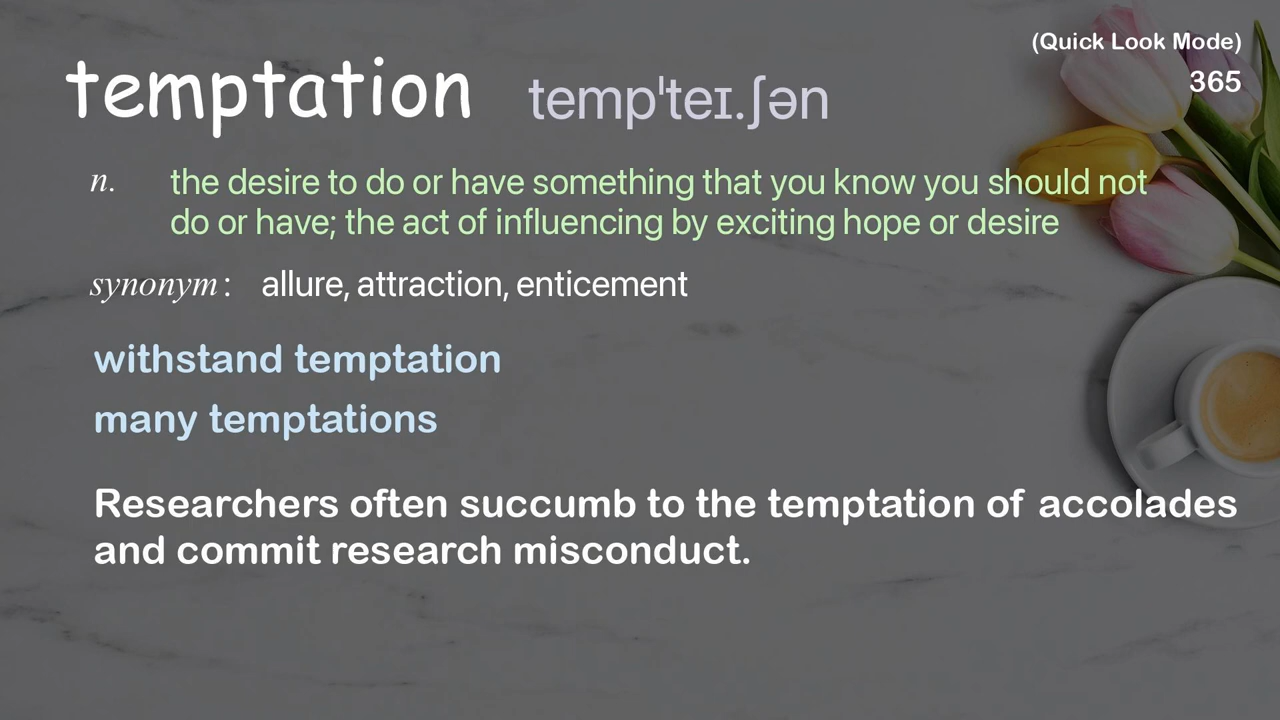 (Quick Look Mode)
temptation tempˈteɪ.ʃən 365
n. the desire to do or have something that you know you should not
do or have; the act of influencing by exciting hope or desire
synonym : allure, attraction, enticement
withstand temptation
many temptations
Researchers often succumb to the temptation of accolades
and commit research misconduct.